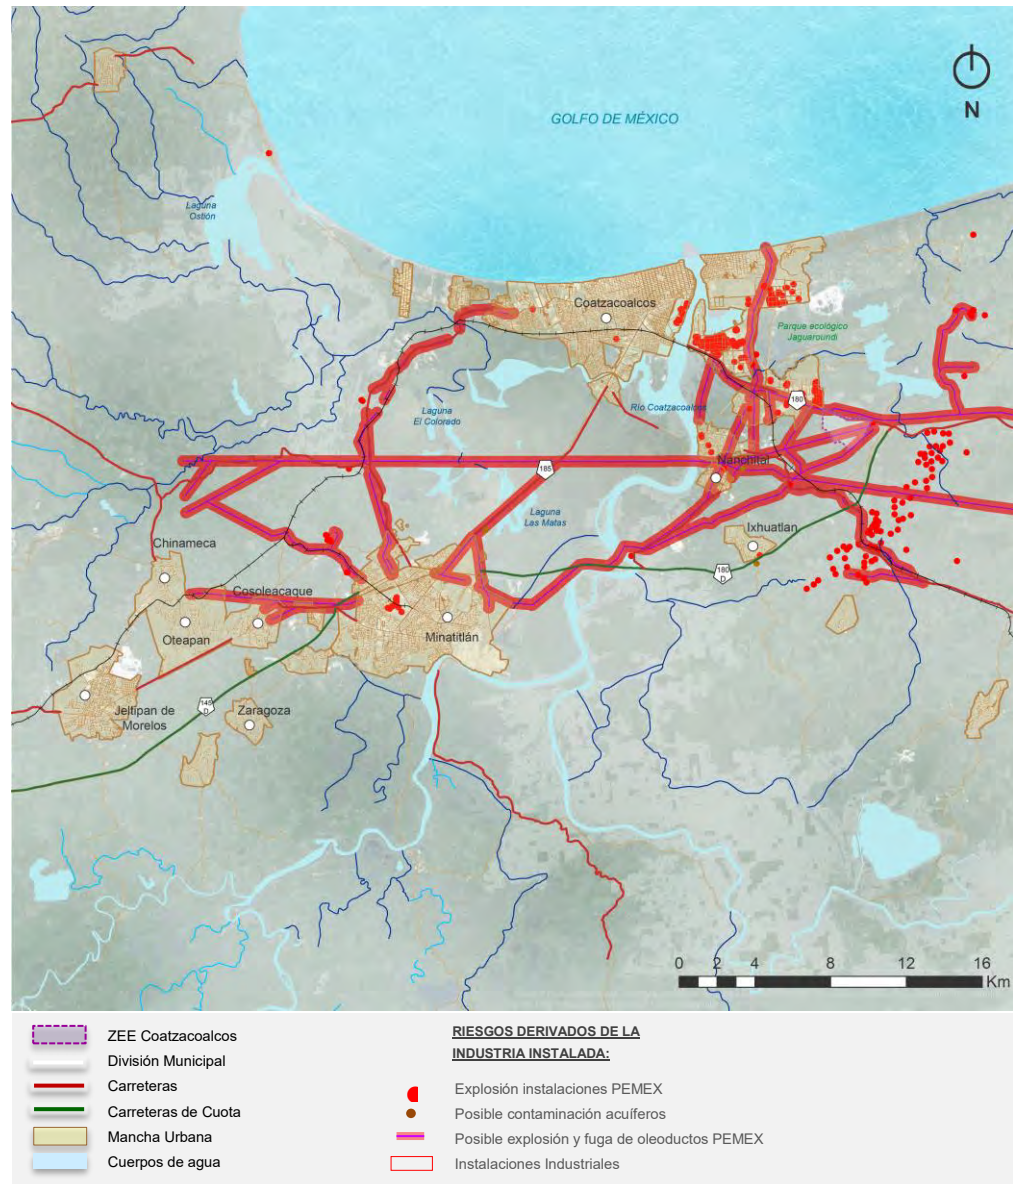 GOLFO DE MÉXICO
N
Laguna
Ostión
Coatzacoalcos
Parque ecológico
Jaguaroundi
180
Río Coatzacoalcos
Laguna
El Colorado
185
Nanchital
Laguna
Las Matas
Ixhuatlan
180
D
Chinameca
Cosoleacaque
Oteapan
Minatitlán
Jeltipan de
Morelos
145
D
Zaragoza
0 2 4 8 12 16
Km
ZEE Coatzacoalcos
División Municipal
Carreteras
Carreteras de Cuota
Mancha Urbana
Cuerpos de agua
RIESGOS DERIVADOS DE LA
INDUSTRIA INSTALADA:
Explosión instalaciones PEMEX
Posible contaminación acuíferos
Posible explosión y fuga de oleoductos PEMEX
Instalaciones Industriales